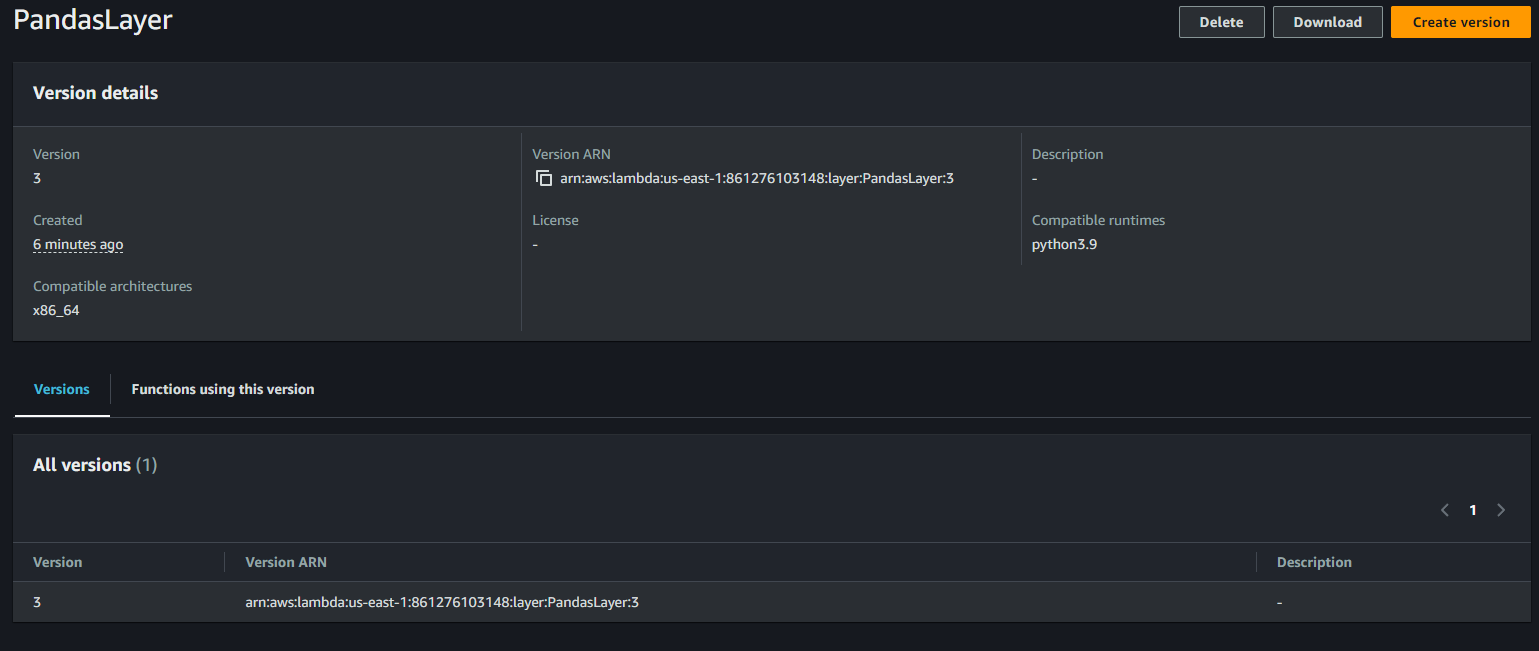 PandasLayer
Delete
Download
Create version
Version details
Version
3
Version ARN
arn:aws:lambda:us-east-1:861276103148:layer:PandasLayer:3
Description
-
Created
6 minutes ago
License
-
Compatible runtimes
python3.9
Compatible architectures
x86_64
Versions
Functions using this version
All versions (1)
1
Version
Version ARN
Description
3
arn:aws:lambda:us-east-1:861276103148:layer:PandasLayer:3
-